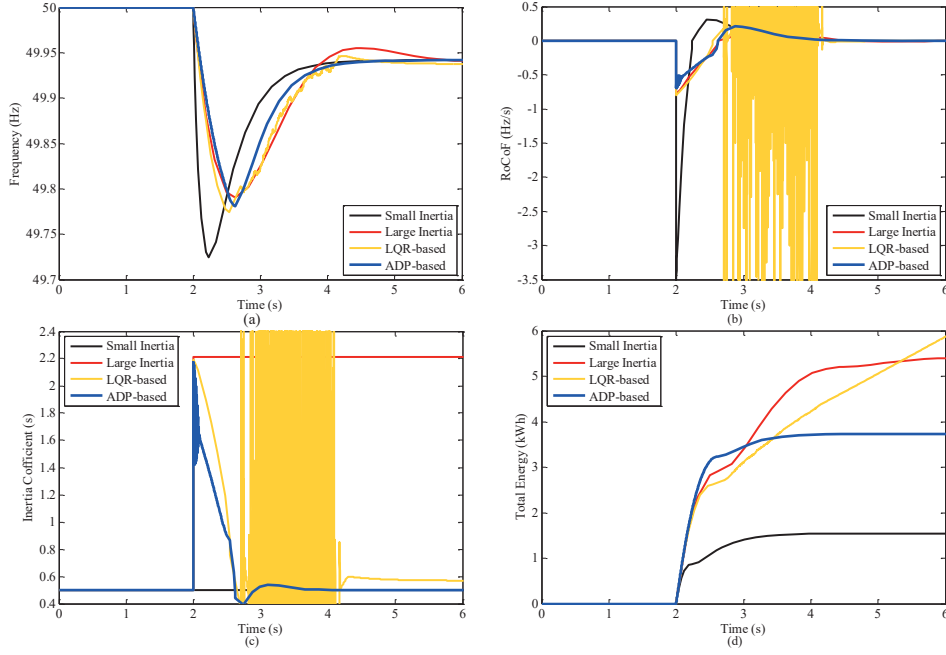 50
49.95
49.9
49.85
49.8
49.75
49.7
Frequency (Hz)
Small Inertia
Large Inertia
LQR-based
ADP-based
0 1 2 3 4 5 6
Time (s)
(a)
0.5
0
-0.5
-1
-1.5
-2
-2.5
-3
-3.5
RoCoF (Hz/s)
Small Inertia
Large Inertia
LQR-based
ADP-based
0 1 2 3 4 5 6
Time (s)
(b)
2.4
2.2
2
1.8
1.6
1.4
1.2
1
0.8
0.6
0.4
Inertia Cofficient (s)
Small Inertia
Large Inertia
LQR-based
ADP-based
0 1 2 3 4 5 6
Time (s)
(c)
6
5
4
3
2
1
0
Total Energy (kWh)
Small Inertia
Large Inertia
LQR-based
ADP-based
0 1 2 3 4 5 6
Time (s)
(d)